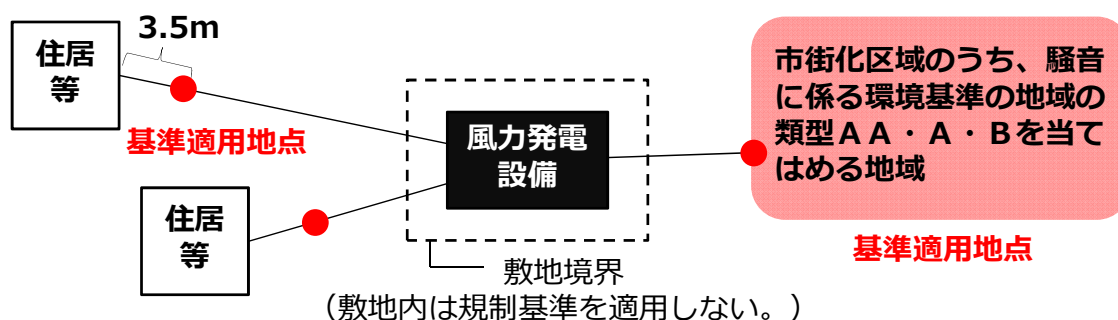 3.5m
住居
等
基準適用地点
住居
等
風力発電
設備
敷地境界
（敷地内は規制基準を適用しない。）
市街化区域のうち、騒音
に係る環境基準の地域の
類型ＡＡ・Ａ・Ｂを当て
はめる地域
基準適用地点